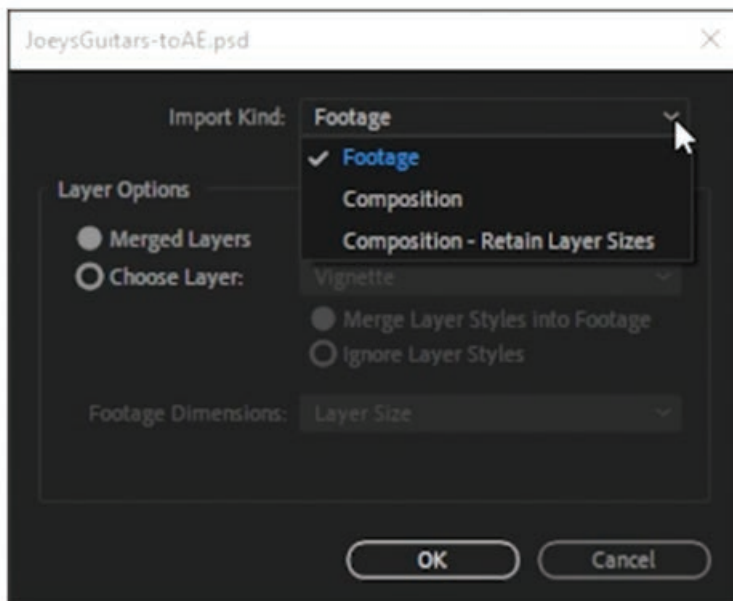 JoeysGuitars-toAE.psd
Import Kind: Footage
Footage
Composition
Composition - Retain Layer Sizes
Layer Options
Merged Layers
Choose Layer: Vignette
Merge Layer Styles into Footage
Ignore Layer Styles
Footage Dimensions: Layer Size
OK Cancel